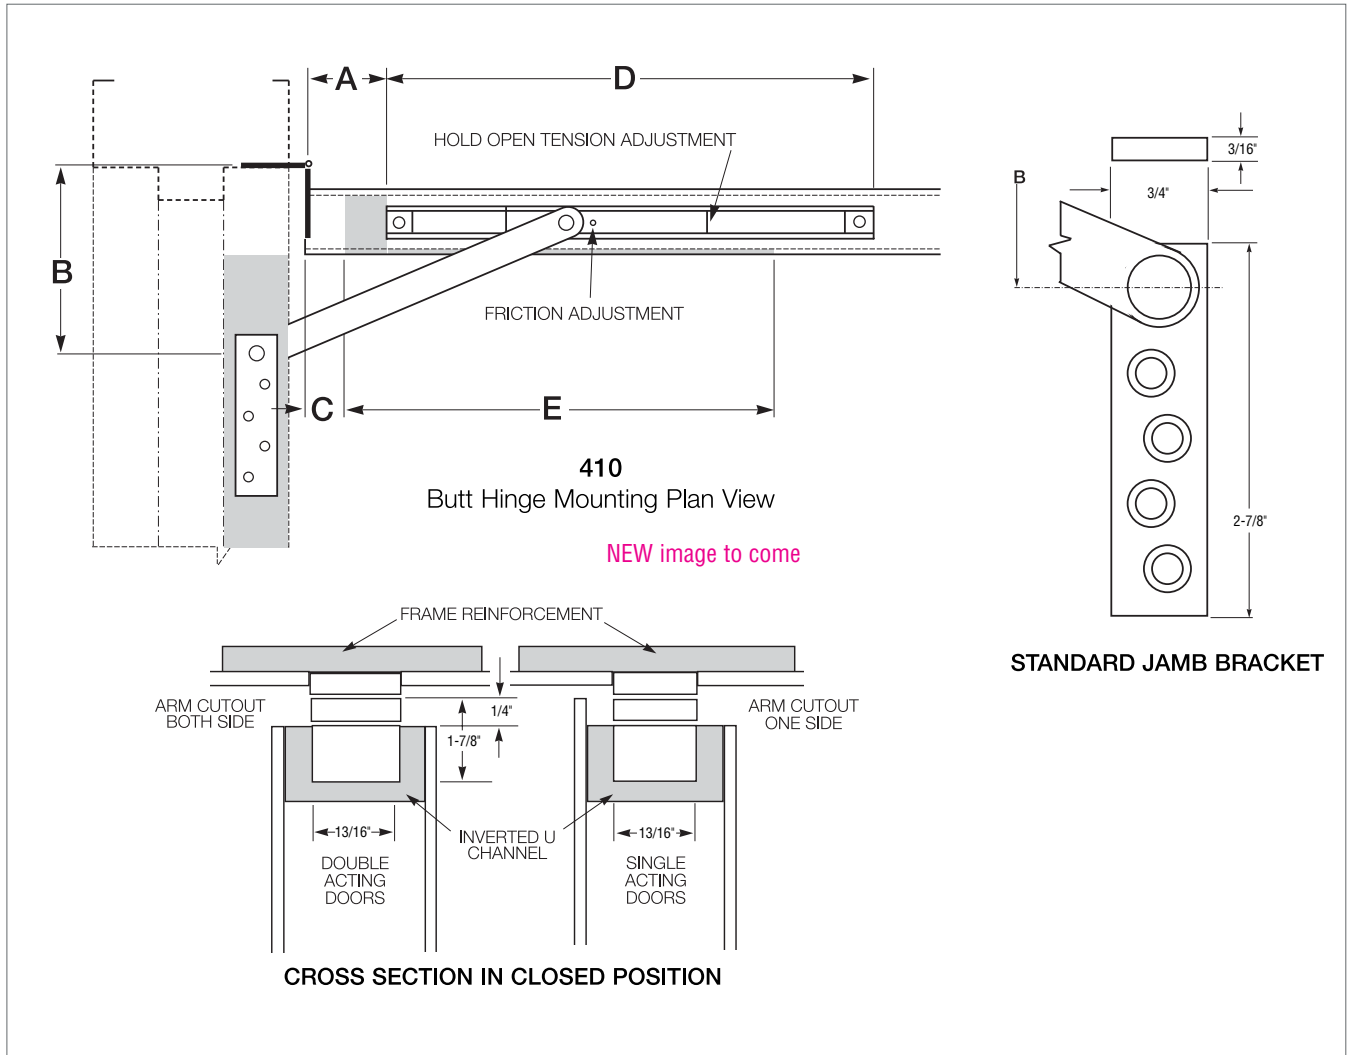 A
D
HOLD OPEN TENSION ADJUSTMENT
B
FRICTION ADJUSTMENT
C
E
410
Butt Hinge Mounting Plan View
NEW image to come
3/16"
B
3/4"
2-7/8"
STANDARD JAMB BRACKET
FRAME REINFORCEMENT
ARM CUTOUT
BOTH SIDE
1/4"
1-7/8"
ARM CUTOUT
ONE SIDE
13/16"
INVERTED U
CHANNEL
13/16"
DOUBLE
ACTING
DOORS
SINGLE
ACTING
DOORS
CROSS SECTION IN CLOSED POSITION